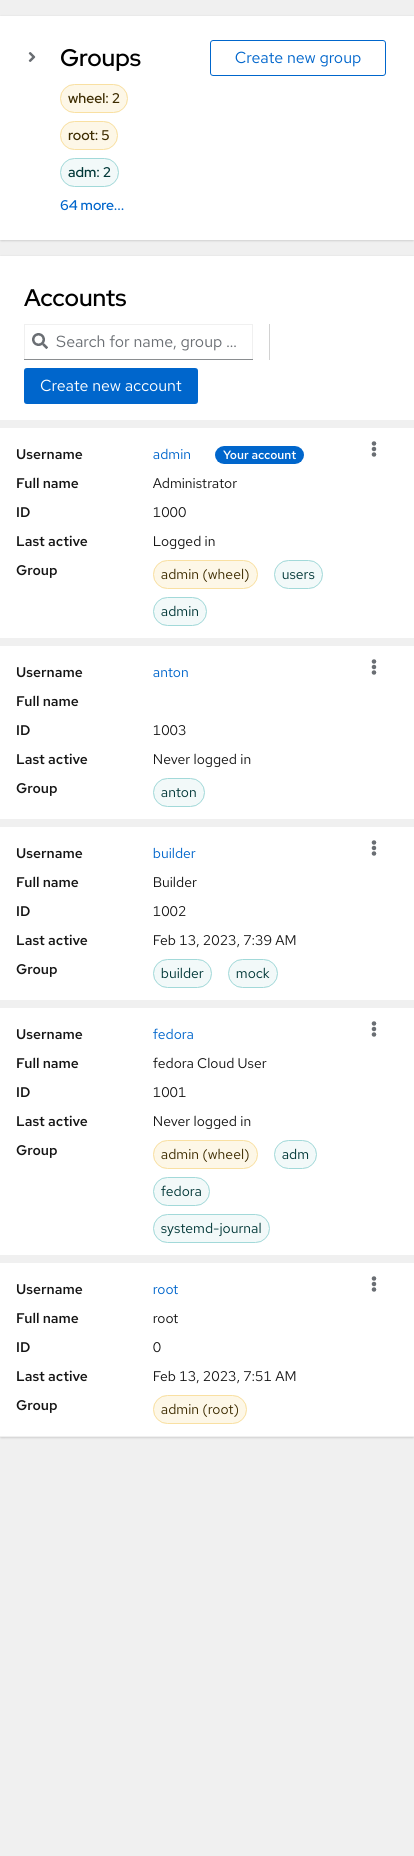 Groups
Create new group
wheel: 2
root: 5
adm: 2
64 more...
Accounts
Search for name, group ...
Create new account
Username admin Your account
Full name Administrator
ID 1000
Last active Logged in
Group admin (wheel) users
admin
Username anton
Full name
ID 1003
Last active Never logged in
Group anton
Username builder
Full name Builder
ID 1002
Last active Feb 13, 2023, 7:39 AM
Group builder mock
Username fedora
Full name fedora Cloud User
ID 1001
Last active Never logged in
Group admin (wheel) adm
fedora
systemd-journal
Username root
Full name root
ID 0
Last active Feb 13, 2023, 7:51 AM
Group admin (root)